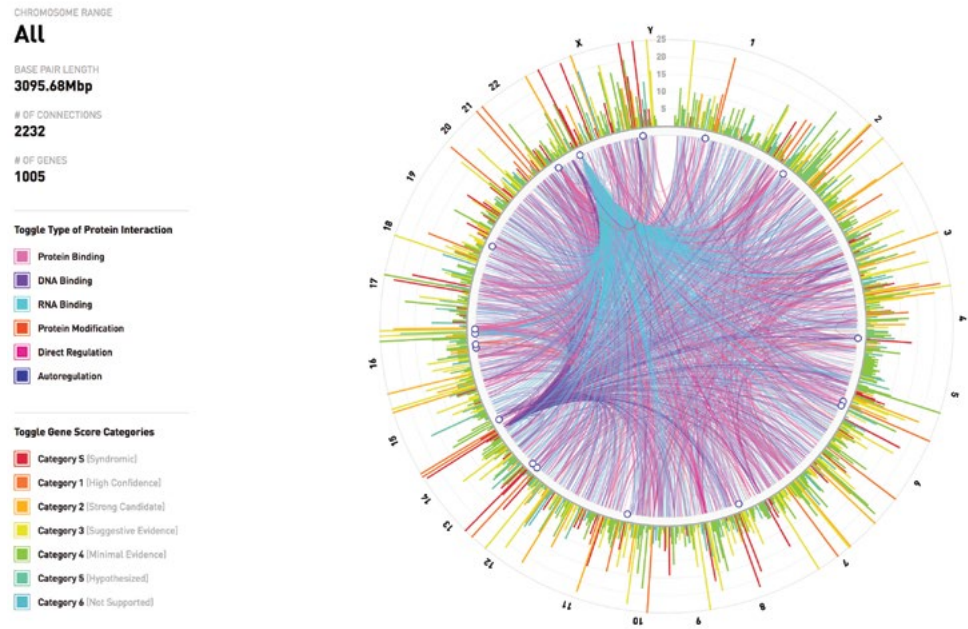 CHROMOSOME RANGE
All
BASE PAIR LENGTH
3095.68Mbp
# OF CONNECTIONS
2232
# OF GENES
1005
Toggle Type of Protein Interaction
Protein Binding
DNA Binding
RNA Binding
Protein Modification
Direct Regulation
Autoregulation
Toggle Gene Score Categories
Category S (Syndromic)
Category 1 (High Confidence)
Category 2 (Strong Candidate)
Category 3 (Suggestive Evidence)
Category 4 (Minimal Evidence)
Category 5 (Hypothesized)
Category 6 (Not Supported)
Y
25
20
15
10
5
1
2
3
4
5
6
7
8
9
10
11
12
13
14
15
16
17
18
19
20
21
22
X